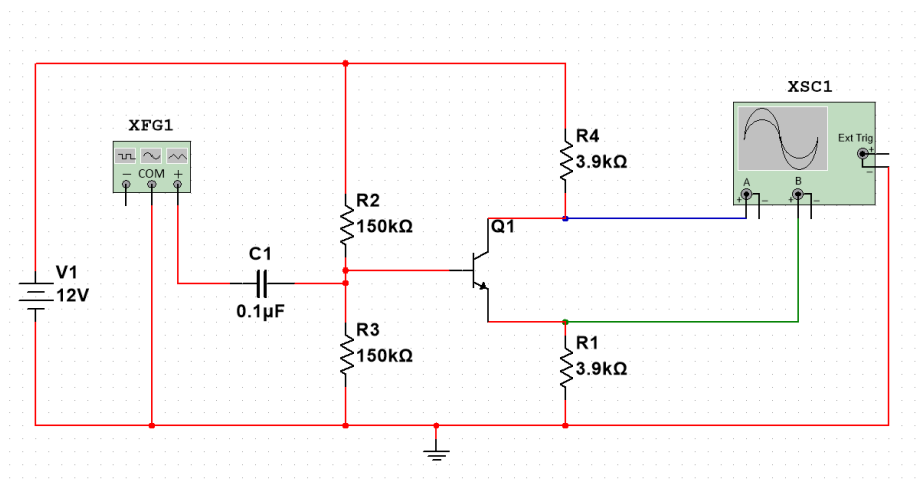 XSC1
XFG1
Ext Trig
+
R4
3.9kΩ
−
− COM +
A
B
+ − + −
R2
150kΩ
Q1
C1
V1
12V
0.1µF
R3
150kΩ
R1
3.9kΩ